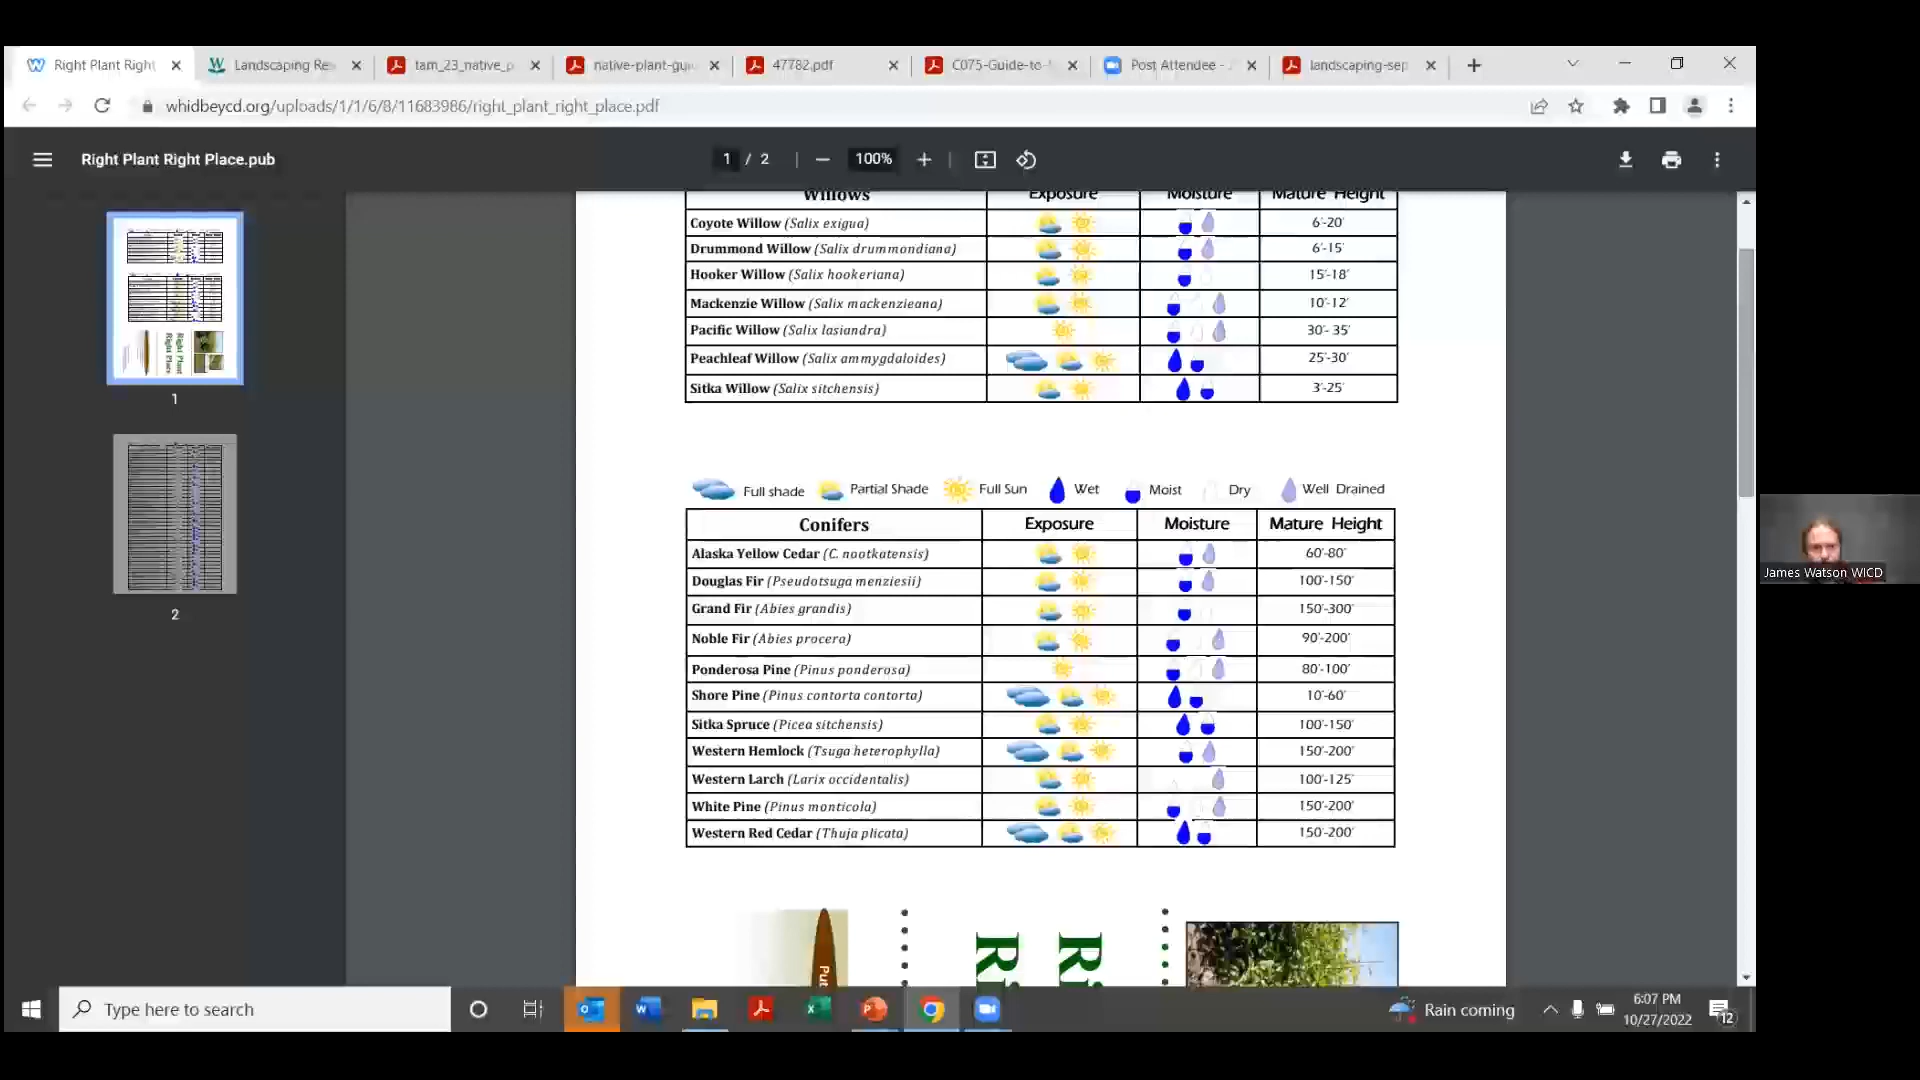 Right Plant Right
Landscaping Re
tam_23_native_p
native-plant-gui
47782.pdf
C075-Guide-to-
Post Attendee -
landscaping-sep
whidbeycd.org/uploads/1/1/6/8/11683986/right_plant_right_place.pdf
Right Plant Right Place.pub
1 / 2
100%
Willows Exposure Moisture Mature Height
Coyote Willow (Salix exigua) 6'-20'
Drummond Willow (Salix drummondiana) 6'-15'
Hooker Willow (Salix hookeriana) 15'-18'
Mackenzie Willow (Salix mackenzieana) 10'-12'
Pacific Willow (Salix lasiandra) 30'- 35'
Peachleaf Willow (Salix ammygdaloides) 25'-30'
Sitka Willow (Salix sitchensis) 3'-25'
Full shade Partial Shade Full Sun Wet Moist Dry Well Drained
Conifers Exposure Moisture Mature Height
Alaska Yellow Cedar (C. nootkatensis) 60'-80'
Douglas Fir (Pseudotsuga menziesii) 100'-150'
Grand Fir (Abies grandis) 150'-300'
Noble Fir (Abies procera) 90'-200'
Ponderosa Pine (Pinus ponderosa) 80'-100'
Shore Pine (Pinus contorta contorta) 10'-60'
Sitka Spruce (Picea sitchensis) 100'-150'
Western Hemlock (Tsuga heterophylla) 150'-200'
Western Larch (Larix occidentalis) 100'-125'
White Pine (Pinus monticola) 150'-200'
Western Red Cedar (Thuja plicata) 150'-200'
Put
Ri
Ri
Right Plant
Right Place
1
2
James Watson WICD
Type here to search
Rain coming
6:07 PM
10/27/2022
12